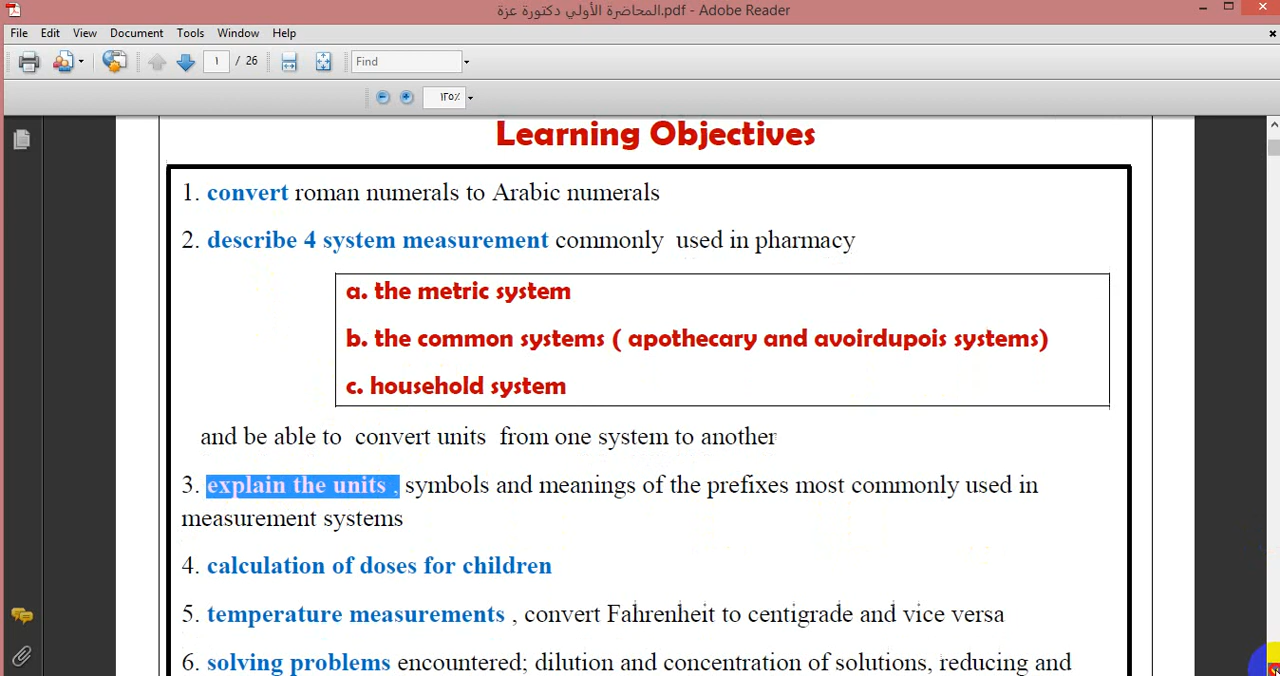 المحاضرة الأولي دكتورة عزة.pdf - Adobe Reader
File Edit View Document Tools Window Help
١ / 26 Find
١٢٥٪
Learning Objectives
1. convert roman numerals to Arabic numerals
2. describe 4 system measurement commonly used in pharmacy
a. the metric system
b. the common systems ( apothecary and avoirdupois systems)
c. household system
and be able to convert units from one system to another
3. explain the units , symbols and meanings of the prefixes most commonly used in
measurement systems
4. calculation of doses for children
5. temperature measurements , convert Fahrenheit to centigrade and vice versa
6. solving problems encountered; dilution and concentration of solutions, reducing and